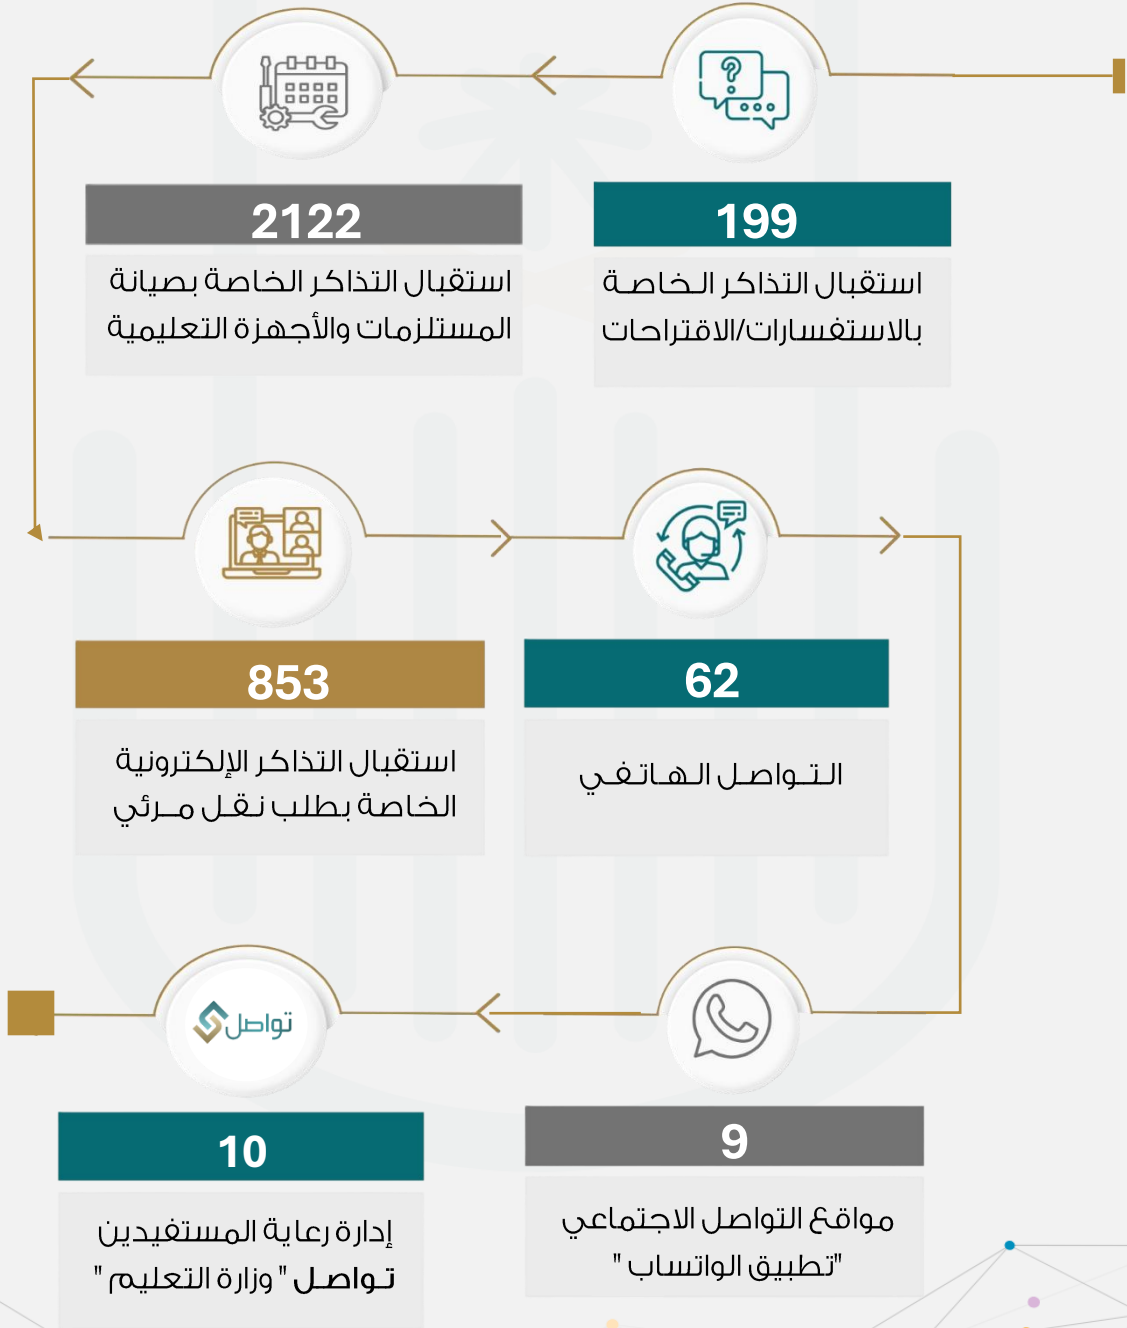 199
استقبال التذاكر الخاصة
بالاستفسارات/الاقتراحات
2122
استقبال التذاكر الخاصة بصيانة
المستلزمات والأجهزة التعليمية
853
استقبال التذاكر الإلكترونية
الخاصة بطلب نقل مرئي
62
التواصل الهاتفي
9
مواقع التواصل الاجتماعي
"تطبيق الواتساب"
تواصل
10
إدارة رعاية المستفيدين
تواصل " وزارة التعليم "